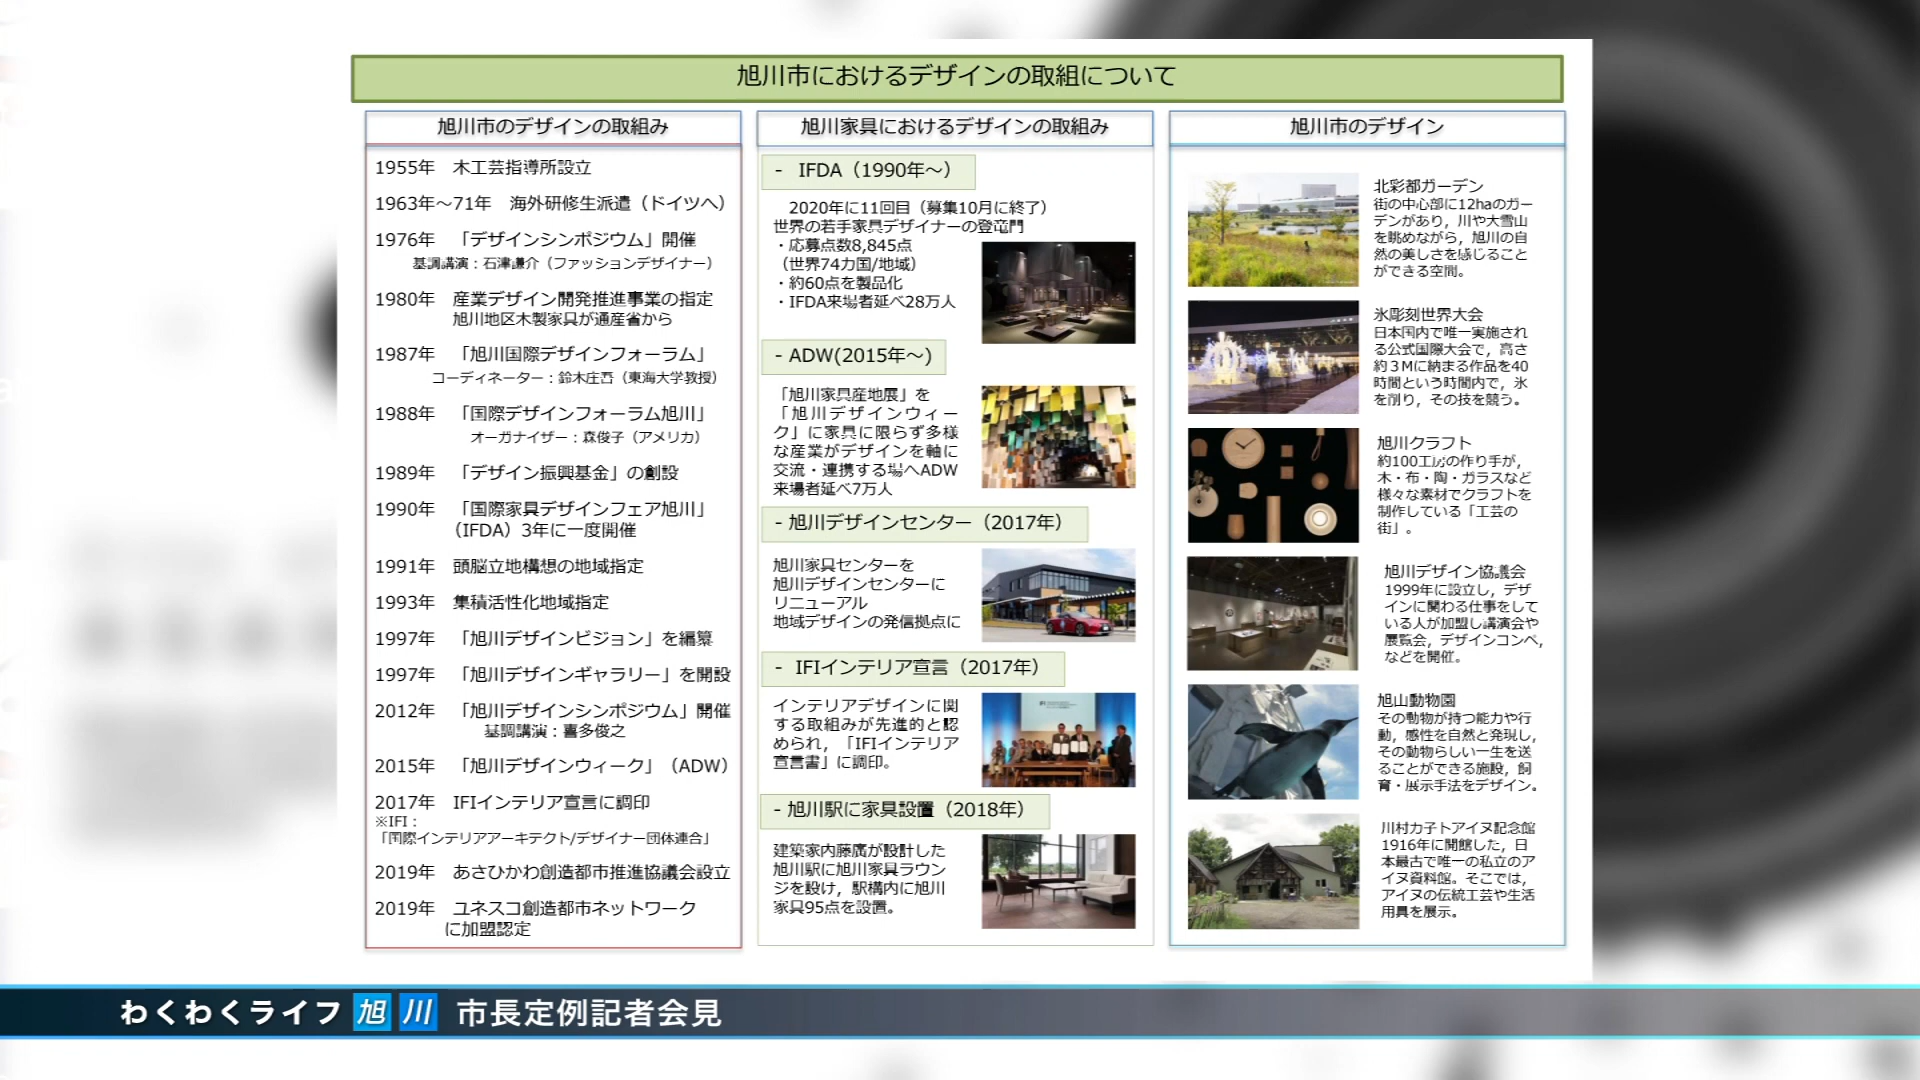 旭川市におけるデザインの取組について
旭川市のデザインの取組み
1955年 木工芸指導所設立
1963年～71年 海外研修生派遣（ドイツへ）
1976年 「デザインシンポジウム」開催
基調講演：石津謙介（ファッションデザイナー）
1980年 産業デザイン開発推進事業の指定
旭川地区木製家具が通産省から
1987年 「旭川国際デザインフォーラム」
コーディネーター：鈴木庄吾（東海大学教授）
1988年 「国際デザインフォーラム旭川」
オーガナイザー：森俊子（アメリカ）
1989年 「デザイン振興基金」の創設
1990年 「国際家具デザインフェア旭川」
（IFDA）3年に一度開催
1991年 頭脳立地構想の地域指定
1993年 集積活性化地域指定
1997年 「旭川デザインビジョン」を編纂
1997年 「旭川デザインギャラリー」を開設
2012年 「旭川デザインシンポジウム」開催
基調講演：喜多俊之
2015年 「旭川デザインウィーク」（ADW）
2017年 IFIインテリア宣言に調印
※IFI：
「国際インテリアアーキテクト/デザイナー団体連合」
2019年 あさひかわ創造都市推進協議会設立
2019年 ユネスコ創造都市ネットワーク
に加盟認定
旭川家具におけるデザインの取組み
- IFDA（1990年～）
2020年に11回目（募集10月に終了）
世界の若手家具デザイナーの登竜門
・応募点数8,845点
（世界74カ国/地域）
・約60点を製品化
・IFDA来場者延べ28万人
- ADW(2015年～)
「旭川家具産地展」を
「旭川デザインウィー
ク」に家具に限らず多様
な産業がデザインを軸に
交流・連携する場へADW
来場者延べ7万人
- 旭川デザインセンター（2017年）
旭川家具センターを
旭川デザインセンターに
リニューアル
地域デザインの発信拠点に
- IFIインテリア宣言（2017年）
インテリアデザインに関
する取組みが先進的と認
められ，「IFIインテリア
宣言書」に調印。
- 旭川駅に家具設置（2018年）
建築家内藤廣が設計した
旭川駅に旭川家具ラウン
ジを設け，駅構内に旭川
家具95点を設置。
旭川市のデザイン
北彩都ガーデン
街の中心部に12haのガー
デンがあり，川や大雪山
を眺めながら，旭川の自
然の美しさを感じること
ができる空間。
氷彫刻世界大会
日本国内で唯一実施され
る公式国際大会で，高さ
約３Mに納まる作品を40
時間という時間内で，氷
を削り，その技を競う。
旭川クラフト
約100工房の作り手が，
木・布・陶・ガラスなど
様々な素材でクラフトを
制作している「工芸の
街」。
旭川デザイン協議会
1999年に設立し，デザ
インに関わる仕事をして
いる人が加盟し講演会や
展覧会，デザインコンペ，
などを開催。
旭山動物園
その動物が持つ能力や行
動，感性を自然と発現し，
その動物らしい一生を送
ることができる施設，飼
育・展示手法をデザイン。
川村カ子トアイヌ記念館
1916年に開館した，日
本最古で唯一の私立のア
イヌ資料館。そこでは，
アイヌの伝統工芸や生活
用具を展示。
わくわくライフ 旭川 市長定例記者会見